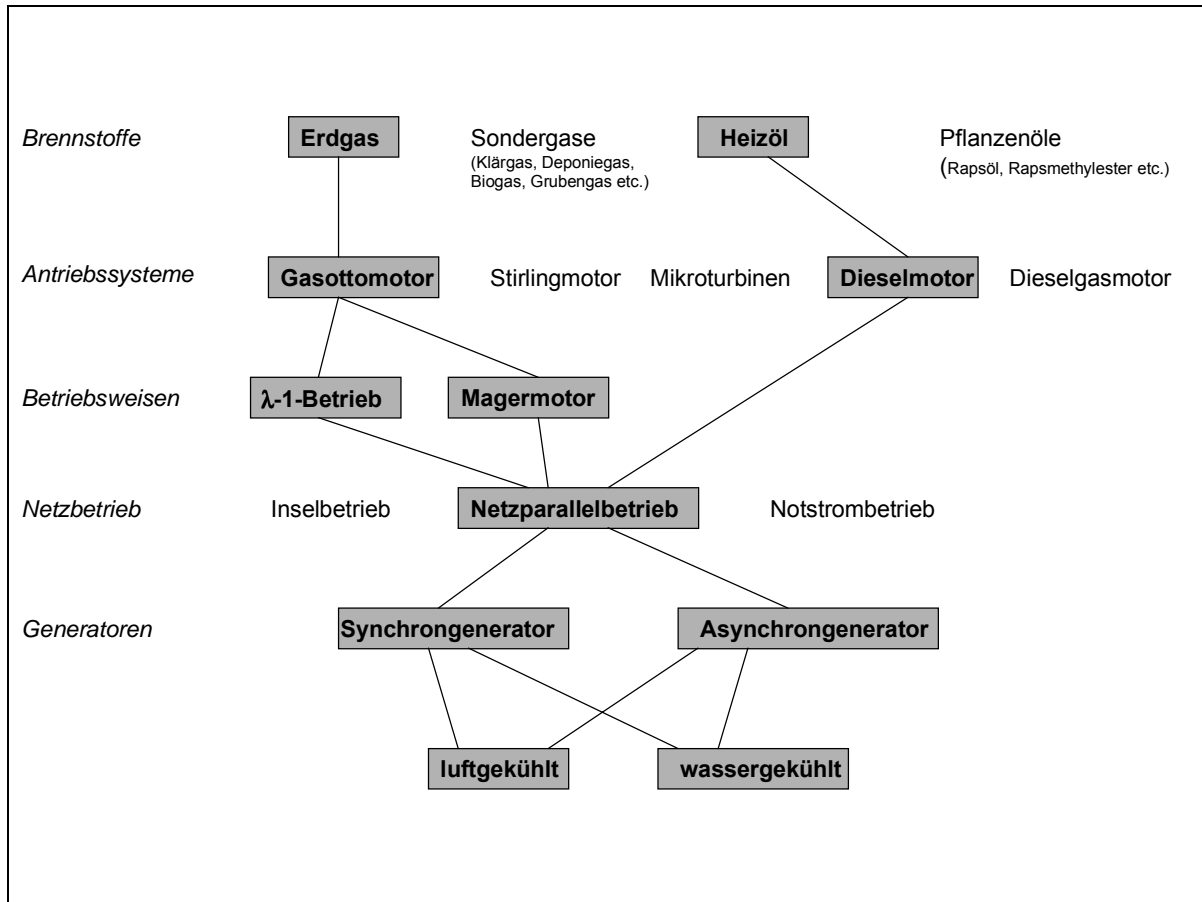 Brennstoffe Erdgas Sondergase Heizöl Pflanzenöle
(Klärgas, Deponiegas, (Rapsöl, Rapsmethylester etc.)
Biogas, Grubengas etc.)
Antriebssysteme Gasottomotor Stirlingmotor Mikroturbinen Dieselmotor Dieselgasmotor
Betriebsweisen λ-1-Betrieb Magermotor
Netzbetrieb Inselbetrieb Netzparallelbetrieb Notstrombetrieb
Generatoren Synchrongenerator Asynchrongenerator
luftgekühlt wassergekühlt